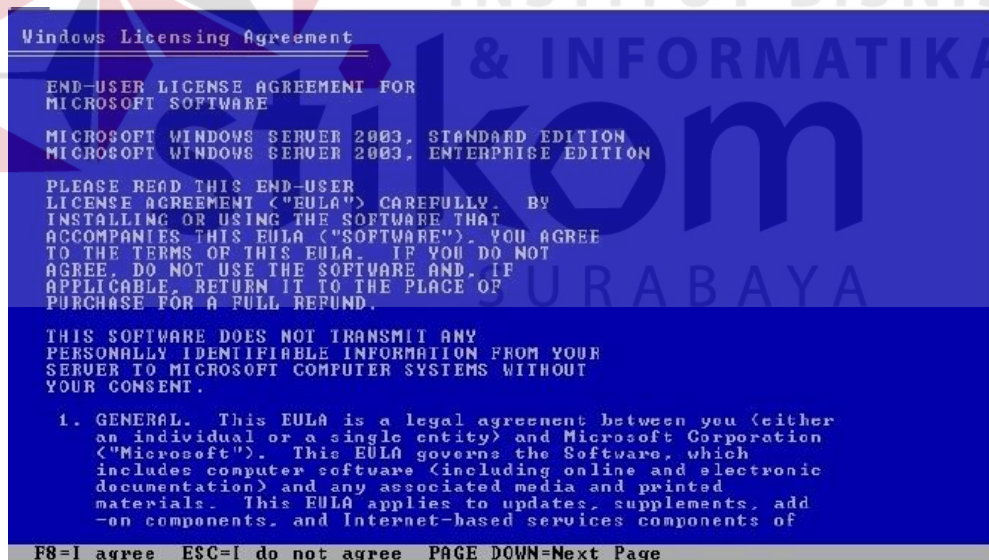 INSTITUT BISNIS
Windows Licensing Agreement
& INFORMATIKA
stikom
SURABAYA
END-USER LICENSE AGREEMENT FOR
MICROSOFT SOFTWARE
MICROSOFT WINDOWS SERVER 2003, STANDARD EDITION
MICROSOFT WINDOWS SERVER 2003, ENTERPRISE EDITION
PLEASE READ THIS END-USER
LICENSE AGREEMENT ("EULA") CAREFULLY. BY
INSTALLING OR USING THE SOFTWARE THAT
ACCOMPANIES THIS EULA ("SOFTWARE"), YOU AGREE
TO THE TERMS OF THIS EULA. IF YOU DO NOT
AGREE, DO NOT USE THE SOFTWARE AND, IF
APPLICABLE, RETURN IT TO THE PLACE OF
PURCHASE FOR A FULL REFUND.
THIS SOFTWARE DOES NOT TRANSMIT ANY
PERSONALLY IDENTIFIABLE INFORMATION FROM YOUR
SERVER TO MICROSOFT COMPUTER SYSTEMS WITHOUT
YOUR CONSENT.
1. GENERAL. This EULA is a legal agreement between you (either
an individual or a single entity) and Microsoft Corporation
("Microsoft"). This EULA governs the Software, which
includes computer software (including online and electronic
documentation) and any associated media and printed
materials. This EULA applies to updates, supplements, add
-on components, and Internet-based services components of
F8=I agree ESC=I do not agree PAGE DOWN=Next Page